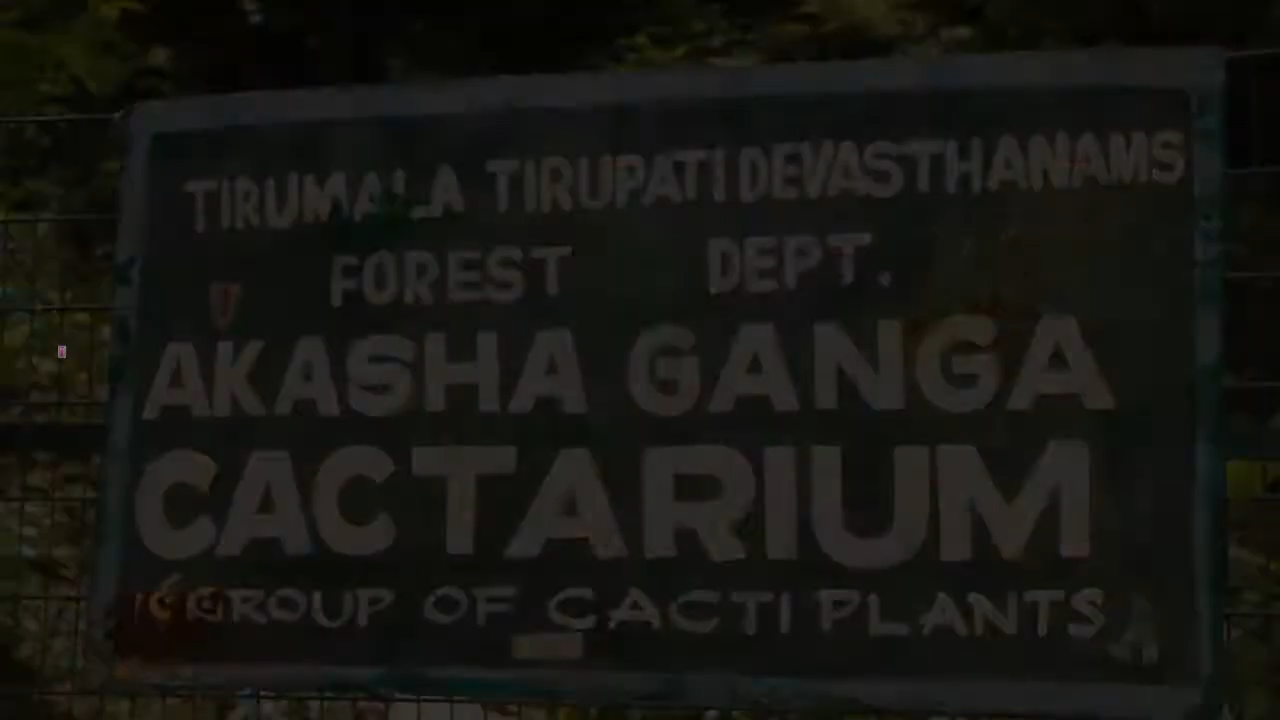 TIRUMALA TIRUPATI DEVASTHANAMS
FOREST DEPT.
AKASHA GANGA
CACTARIUM
GROUP OF CACTI PLANTS